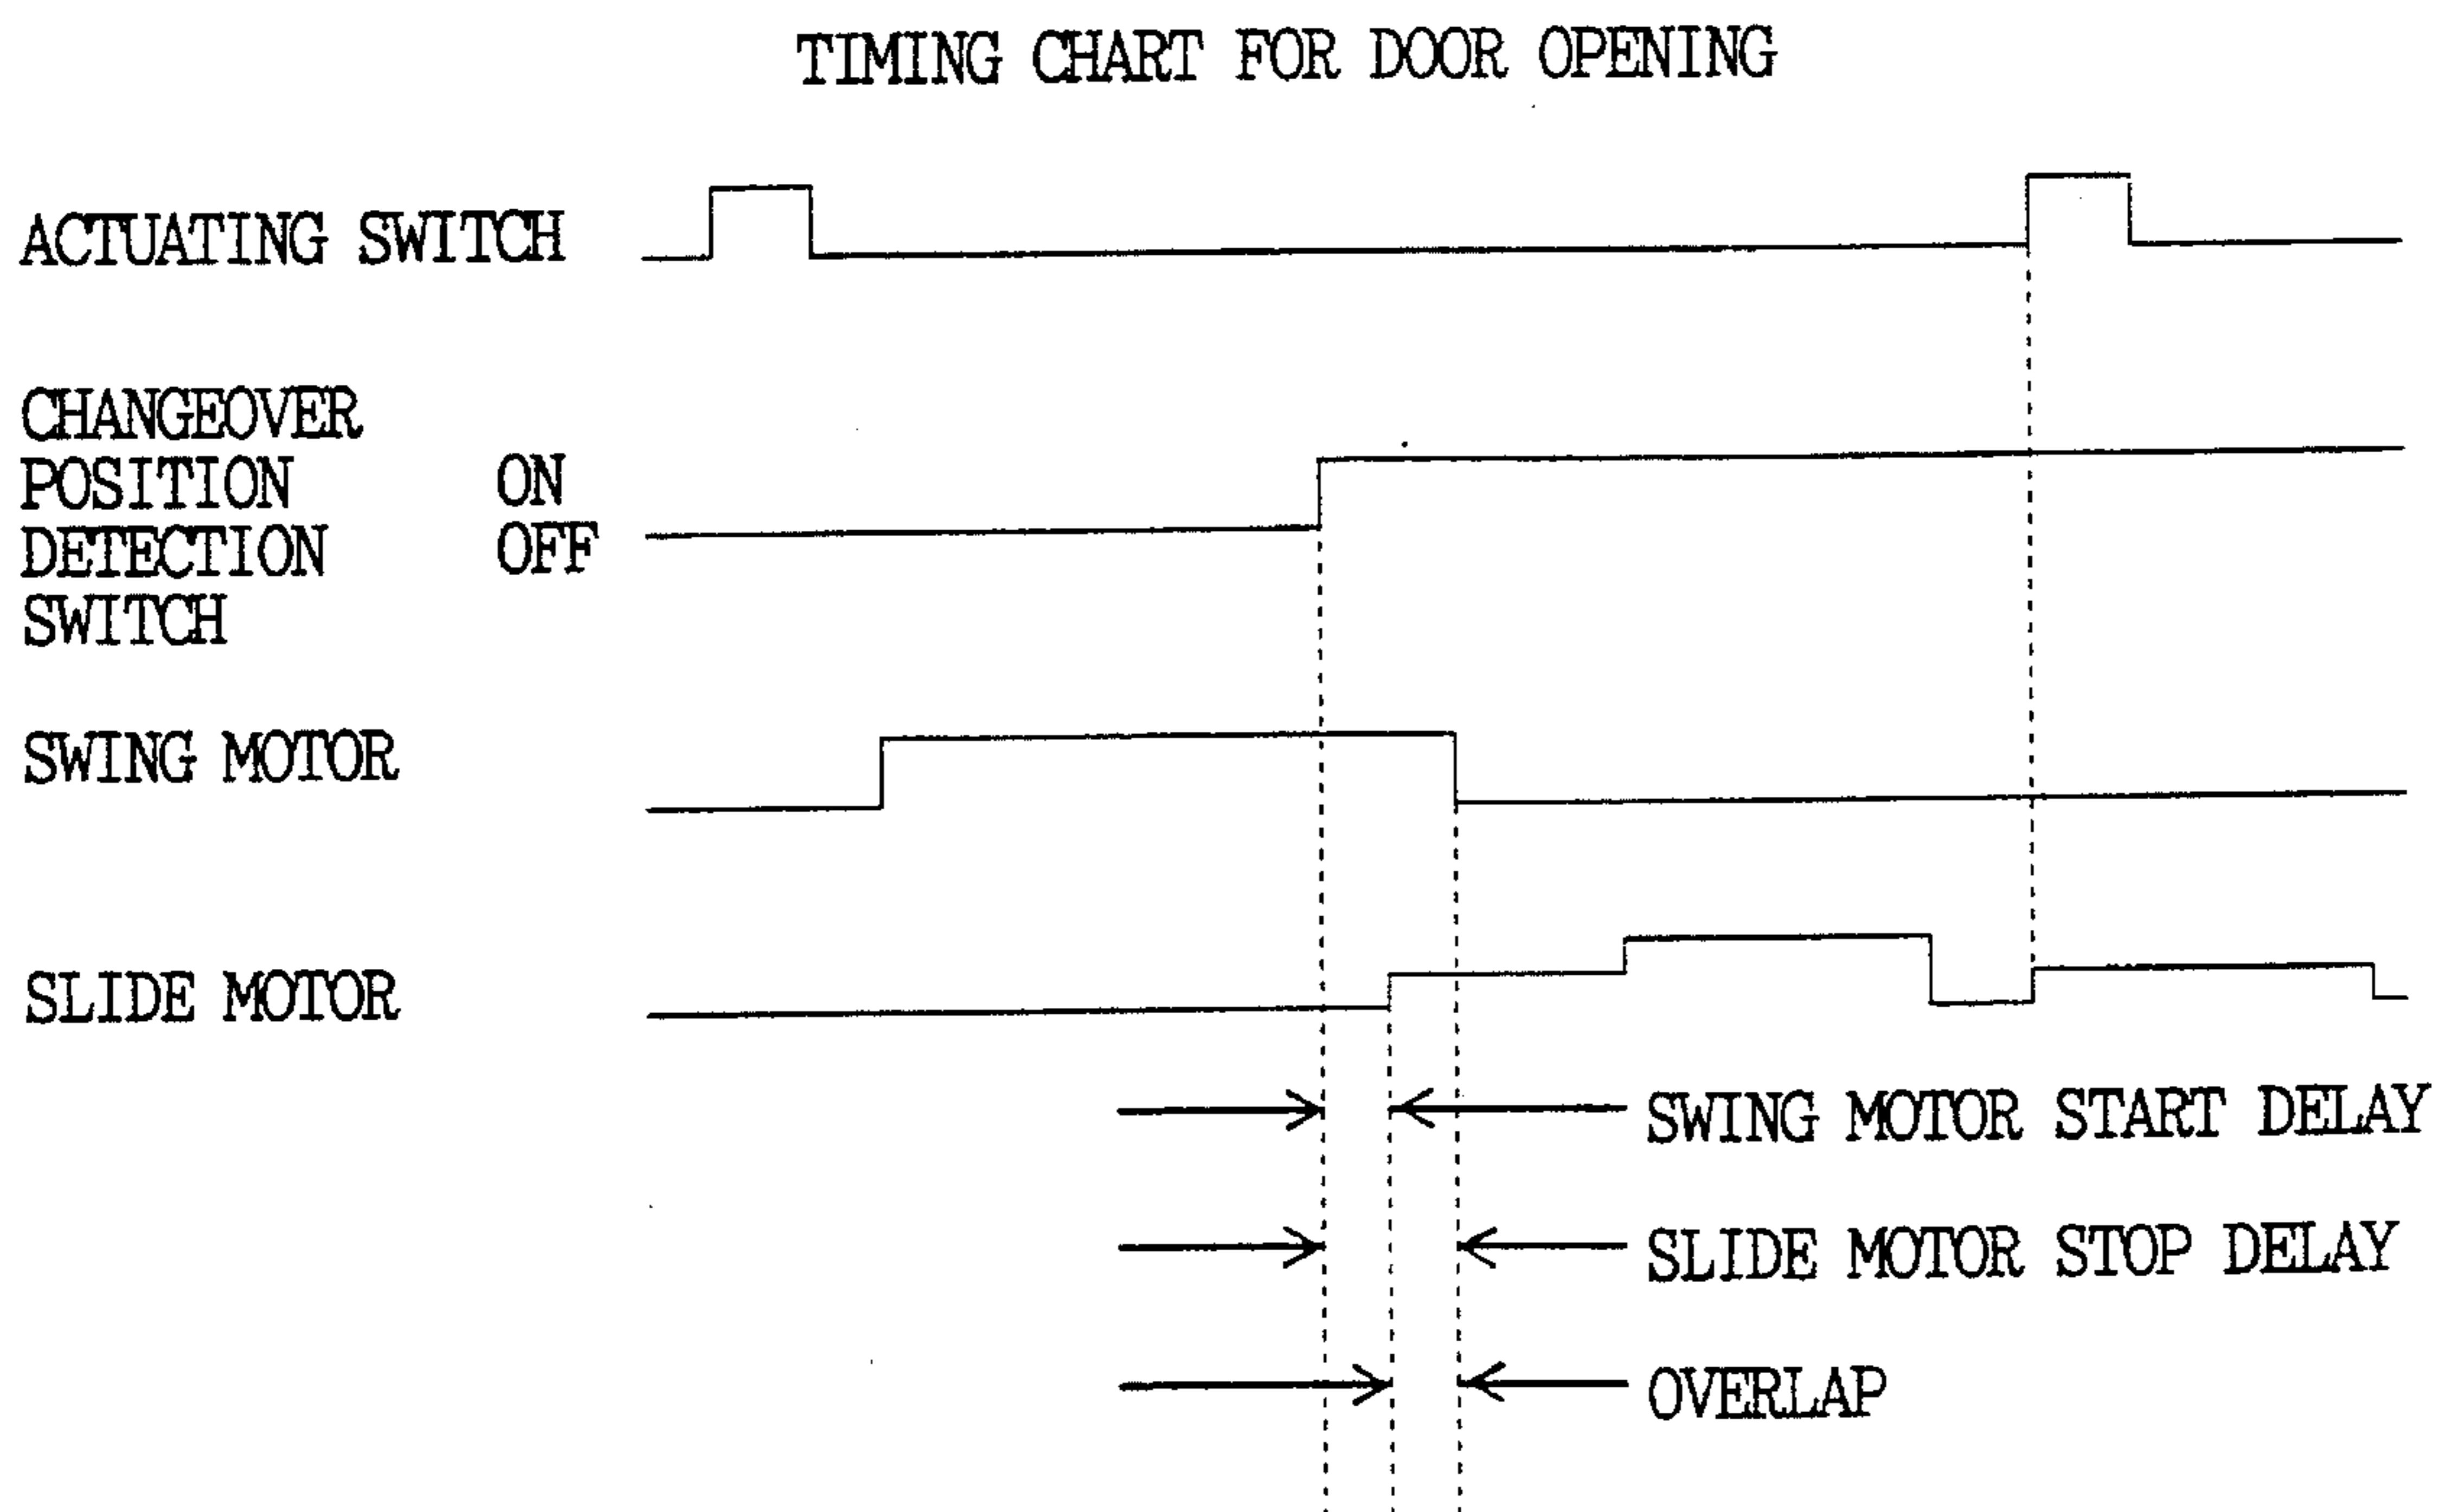 TIMING CHART FOR DOOR OPENING
ACTUATING SWITCH
CHANGEOVER
POSITION ON
DETECTION OFF
SWITCH
SWING MOTOR
SLIDE MOTOR
SWING MOTOR START DELAY
SLIDE MOTOR STOP DELAY
OVERLAP